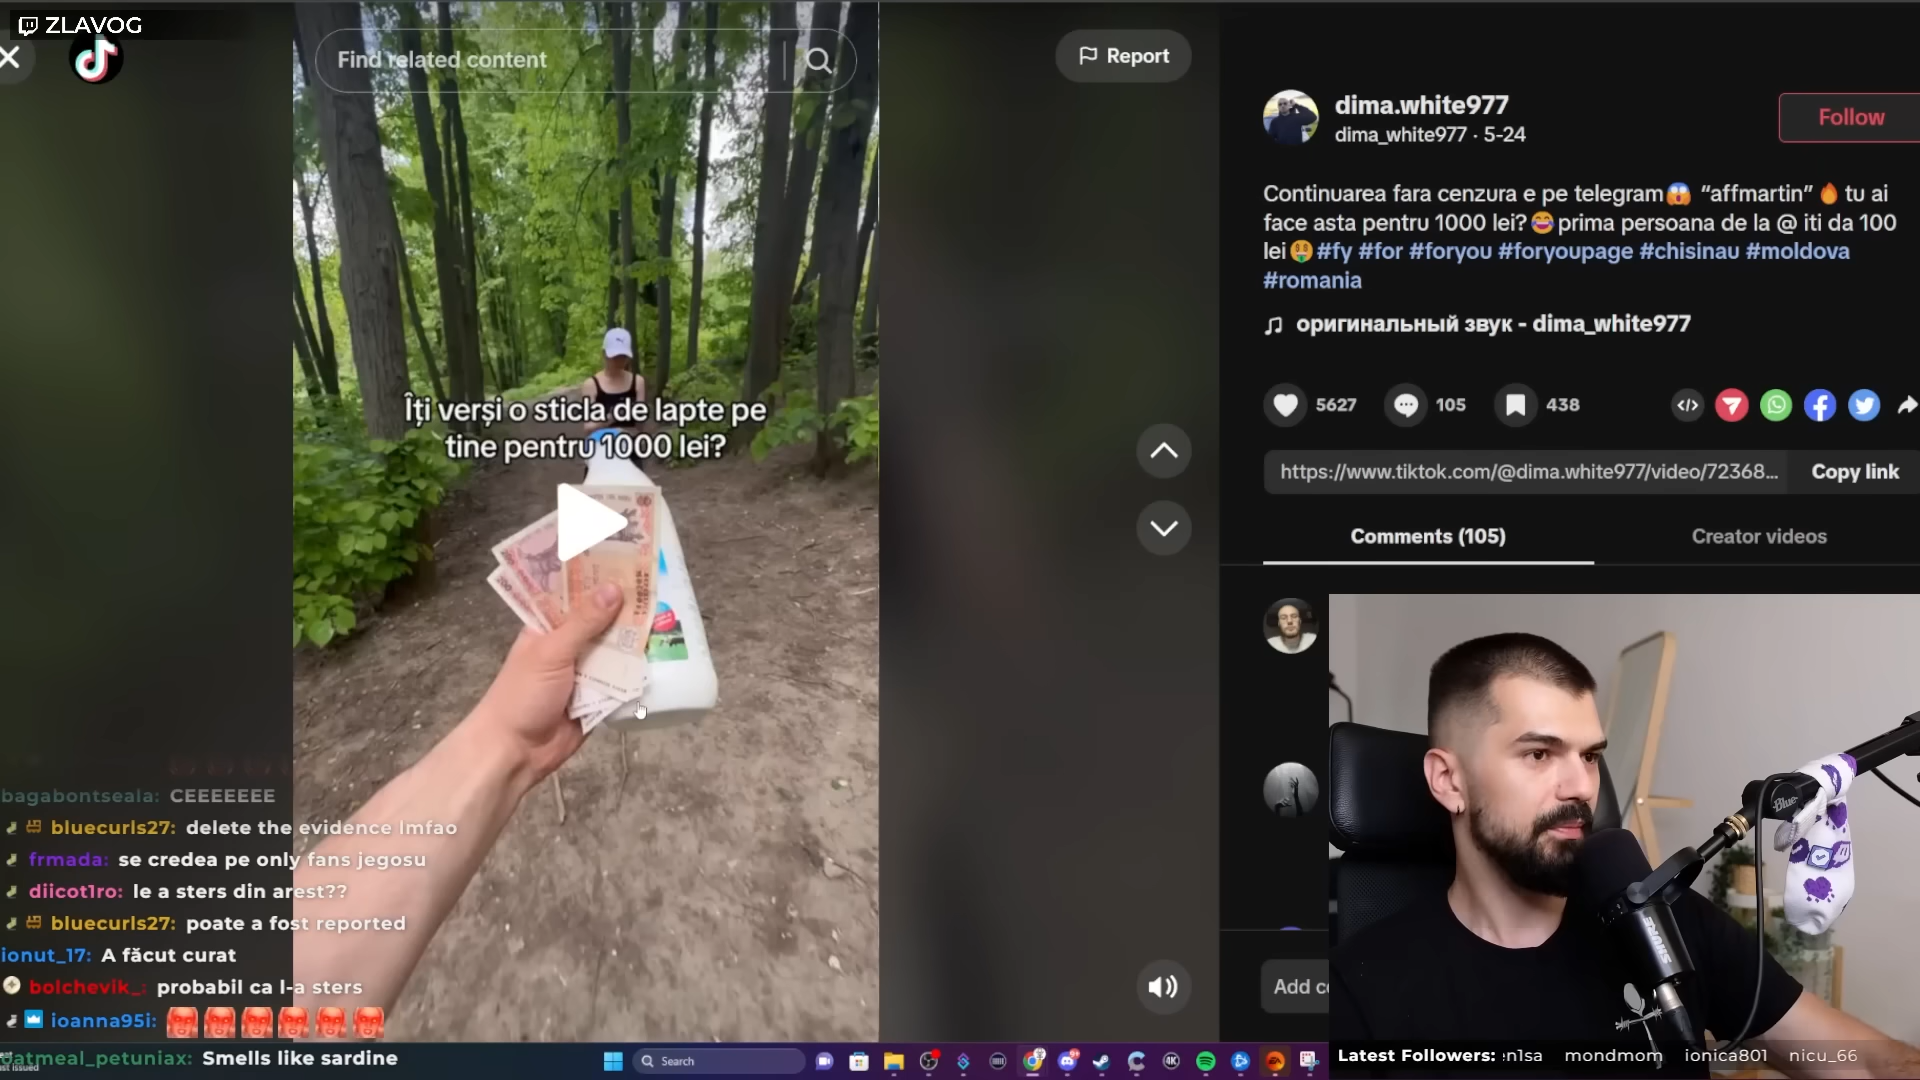 ZLAVOG
Find related content
Report
dima.white977
dima_white977 · 5-24
Follow
Continuarea fara cenzura e pe telegram😱 “affmartin”🔥 tu ai
face asta pentru 1000 lei?😂prima persoana de la @ iti da 100
lei🤑 #fy #for #foryou #foryoupage #chisinau #moldova
#romania
оригинальный звук - dima_white977
5627
105
438
https://www.tiktok.com/@dima.white977/video/72368...
Copy link
Comments (105)
Creator videos
Îți verși o sticla de lapte pe
tine pentru 1000 lei?
bagabontseala: CEEEEEEE
bluecurls27: delete the evidence lmfao
frmada: se credea pe only fans jegosu
diicot1ro: le a sters din arest??
bluecurls27: poate a fost reported
ionut_17: A făcut curat
bolchevik_: probabil ca l-a sters
ioanna95i:
oatmeal_petuniax: Smells like sardine
Add
Blue
SHURE
Search
4K
Latest Followers: en1sa mondmom ionica801 nicu_66